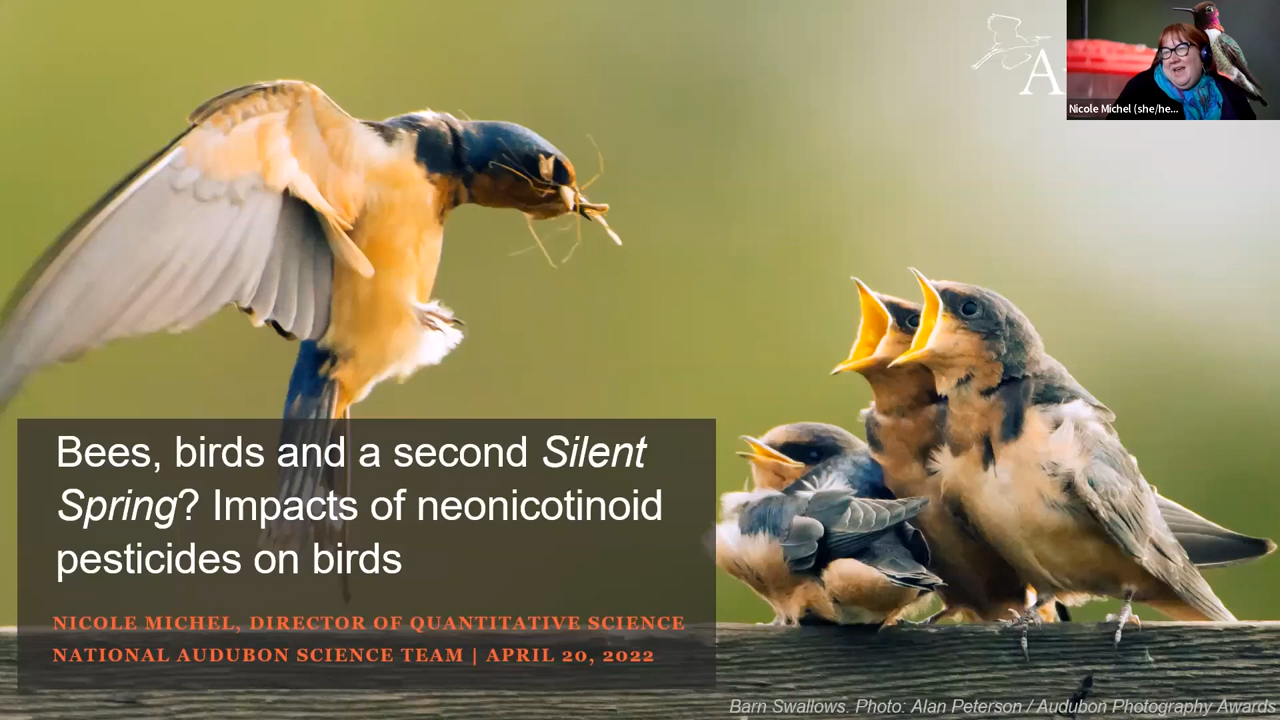 A
Nicole Michel (she/he...
Bees, birds and a second Silent
Spring? Impacts of neonicotinoid
pesticides on birds
NICOLE MICHEL, DIRECTOR OF QUANTITATIVE SCIENCE
NATIONAL AUDUBON SCIENCE TEAM | APRIL 20, 2022
Barn Swallows. Photo: Alan Peterson / Audubon Photography Awards